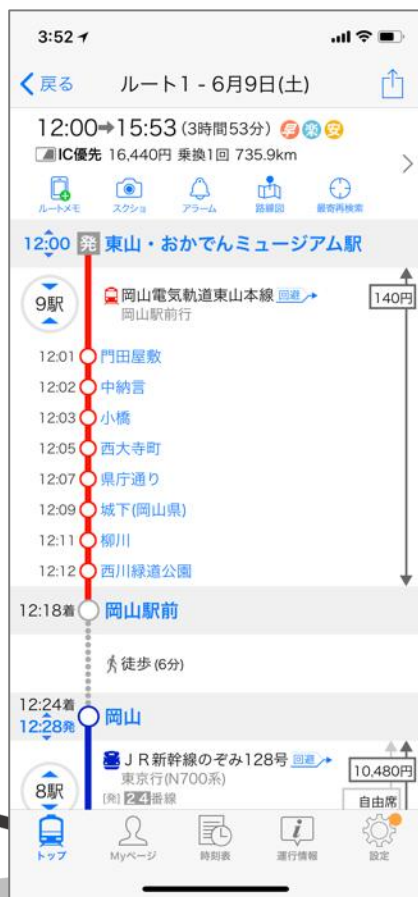 3:52
戻る ルート1 - 6月9日(土)
12:00➡15:53 (3時間53分) 早 楽 安
IC優先 16,440円 乗換1回 735.9km
ルートメモ スクショ アラーム 路線図 最寄再検索
12:00 発 東山・おかでんミュージアム駅
9駅
岡山電気軌道東山本線 回避
岡山駅前行
140円
12:01 門田屋敷
12:02 中納言
12:03 小橋
12:05 西大寺町
12:07 県庁通り
12:09 城下(岡山県)
12:11 柳川
12:12 西川緑道公園
12:18着 岡山駅前
徒歩 (6分)
12:24着
12:28発 岡山
8駅
JR新幹線のぞみ128号 回避
東京行(N700系)
[発] 24番線
10,480円
自由席
トップ Myページ 時刻表 運行情報 設定